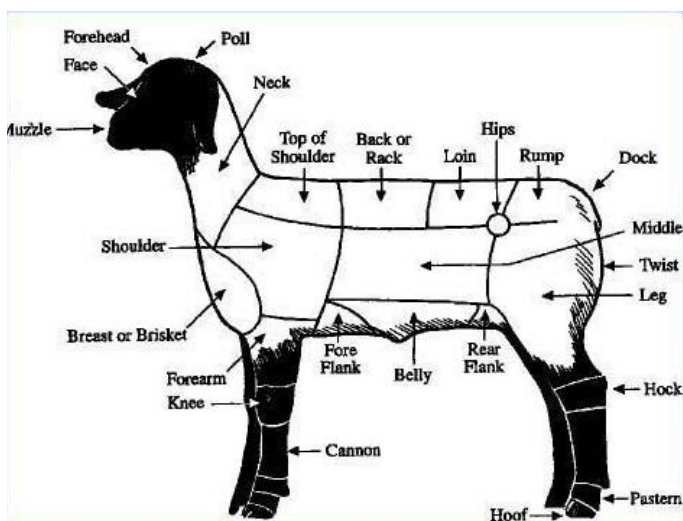 Forehead
Poll
Face
Neck
Muzzle
Top of
Shoulder
Back or
Rack
Loin
Hips
Rump
Dock
Shoulder
Middle
Twist
Leg
Breast or Brisket
Forearm
Fore
Flank
Belly
Rear
Flank
Hock
Knee
Cannon
Pastern
Hoof